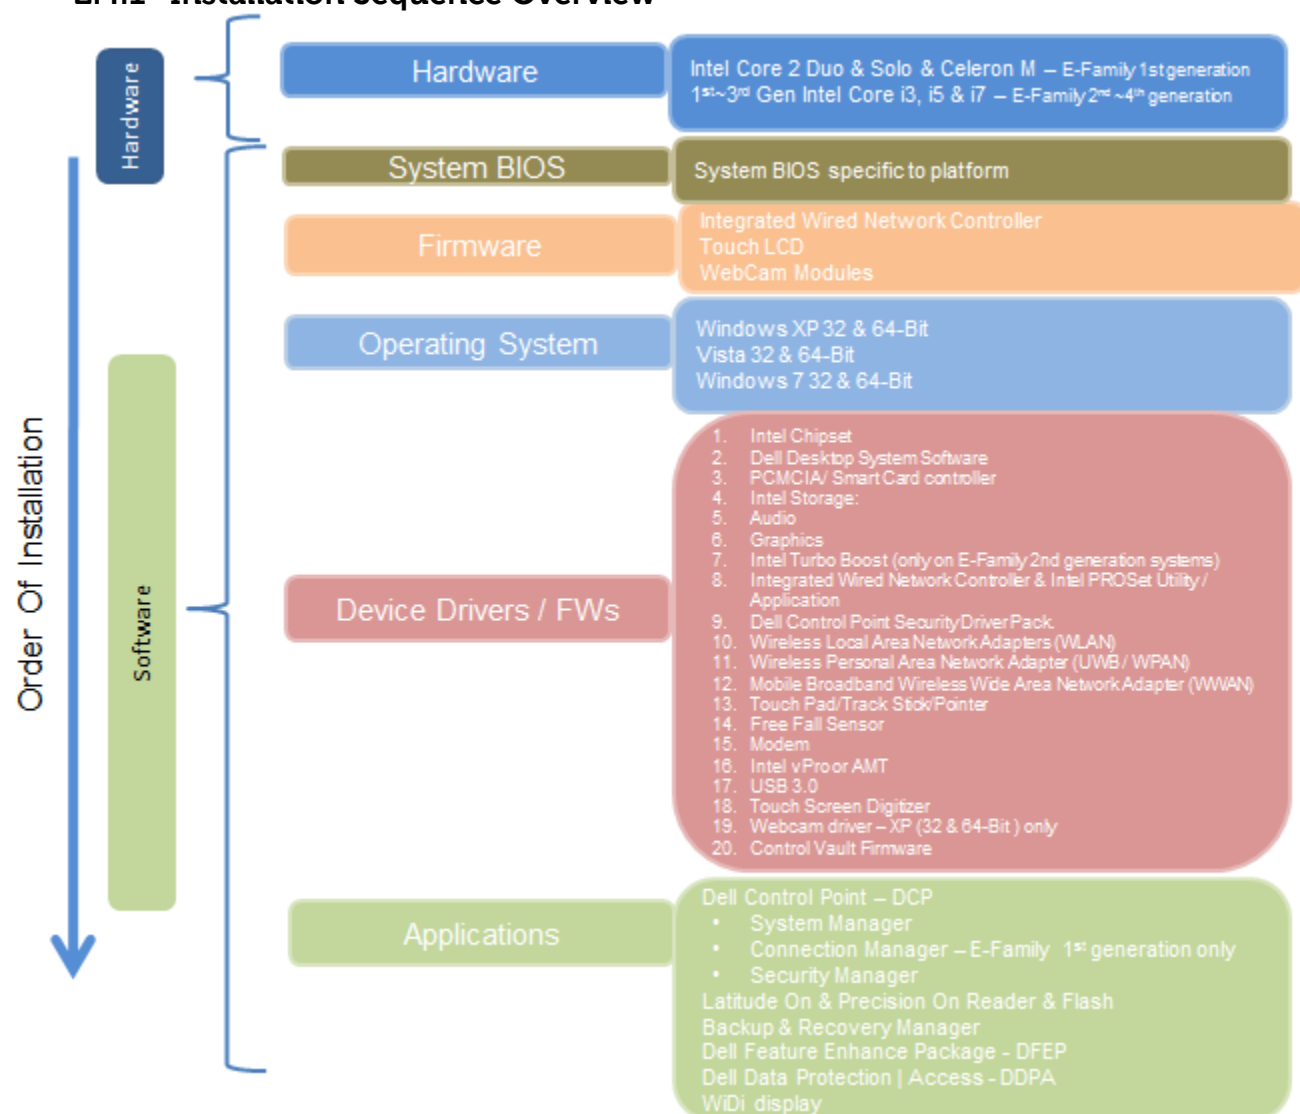 Installation Sequence Overview
Hardware
Hardware
Intel Core 2 Duo & Solo & Celeron M – E-Family 1st generation
1st~3rd Gen Intel Core i3, i5 & i7 – E-Family 2nd ~4th generation
System BIOS
System BIOS specific to platform
Firmware
Integrated Wired Network Controller
Touch LCD
WebCam Modules
Operating System
Windows XP 32 & 64-Bit
Vista 32 & 64-Bit
Windows 7 32 & 64-Bit
Order Of Installation
Software
Device Drivers / FWs
1. Intel Chipset
2. Dell Desktop System Software
3. PCMCIA/ Smart Card controller
4. Intel Storage:
5. Audio
6. Graphics
7. Intel Turbo Boost (only on E-Family 2nd generation systems)
8. Integrated Wired Network Controller & Intel PROSet Utility /
Application
9. Dell Control Point Security Driver Pack.
10. Wireless Local Area Network Adapters (WLAN)
11. Wireless Personal Area Network Adapter (UWB / WPAN)
12. Mobile Broadband Wireless Wide Area Network Adapter (WWAN)
13. Touch Pad/Track Stick/Pointer
14. Free Fall Sensor
15. Modem
16. Intel vPro or AMT
17. USB 3.0
18. Touch Screen Digitizer
19. Webcam driver – XP (32 & 64-Bit ) only
20. Control Vault Firmware
Applications
Dell Control Point – DCP
• System Manager
• Connection Manager – E-Family 1st generation only
• Security Manager
Latitude On & Precision On Reader & Flash
Backup & Recovery Manager
Dell Feature Enhance Package - DFEP
Dell Data Protection | Access - DDPA
WiDi display